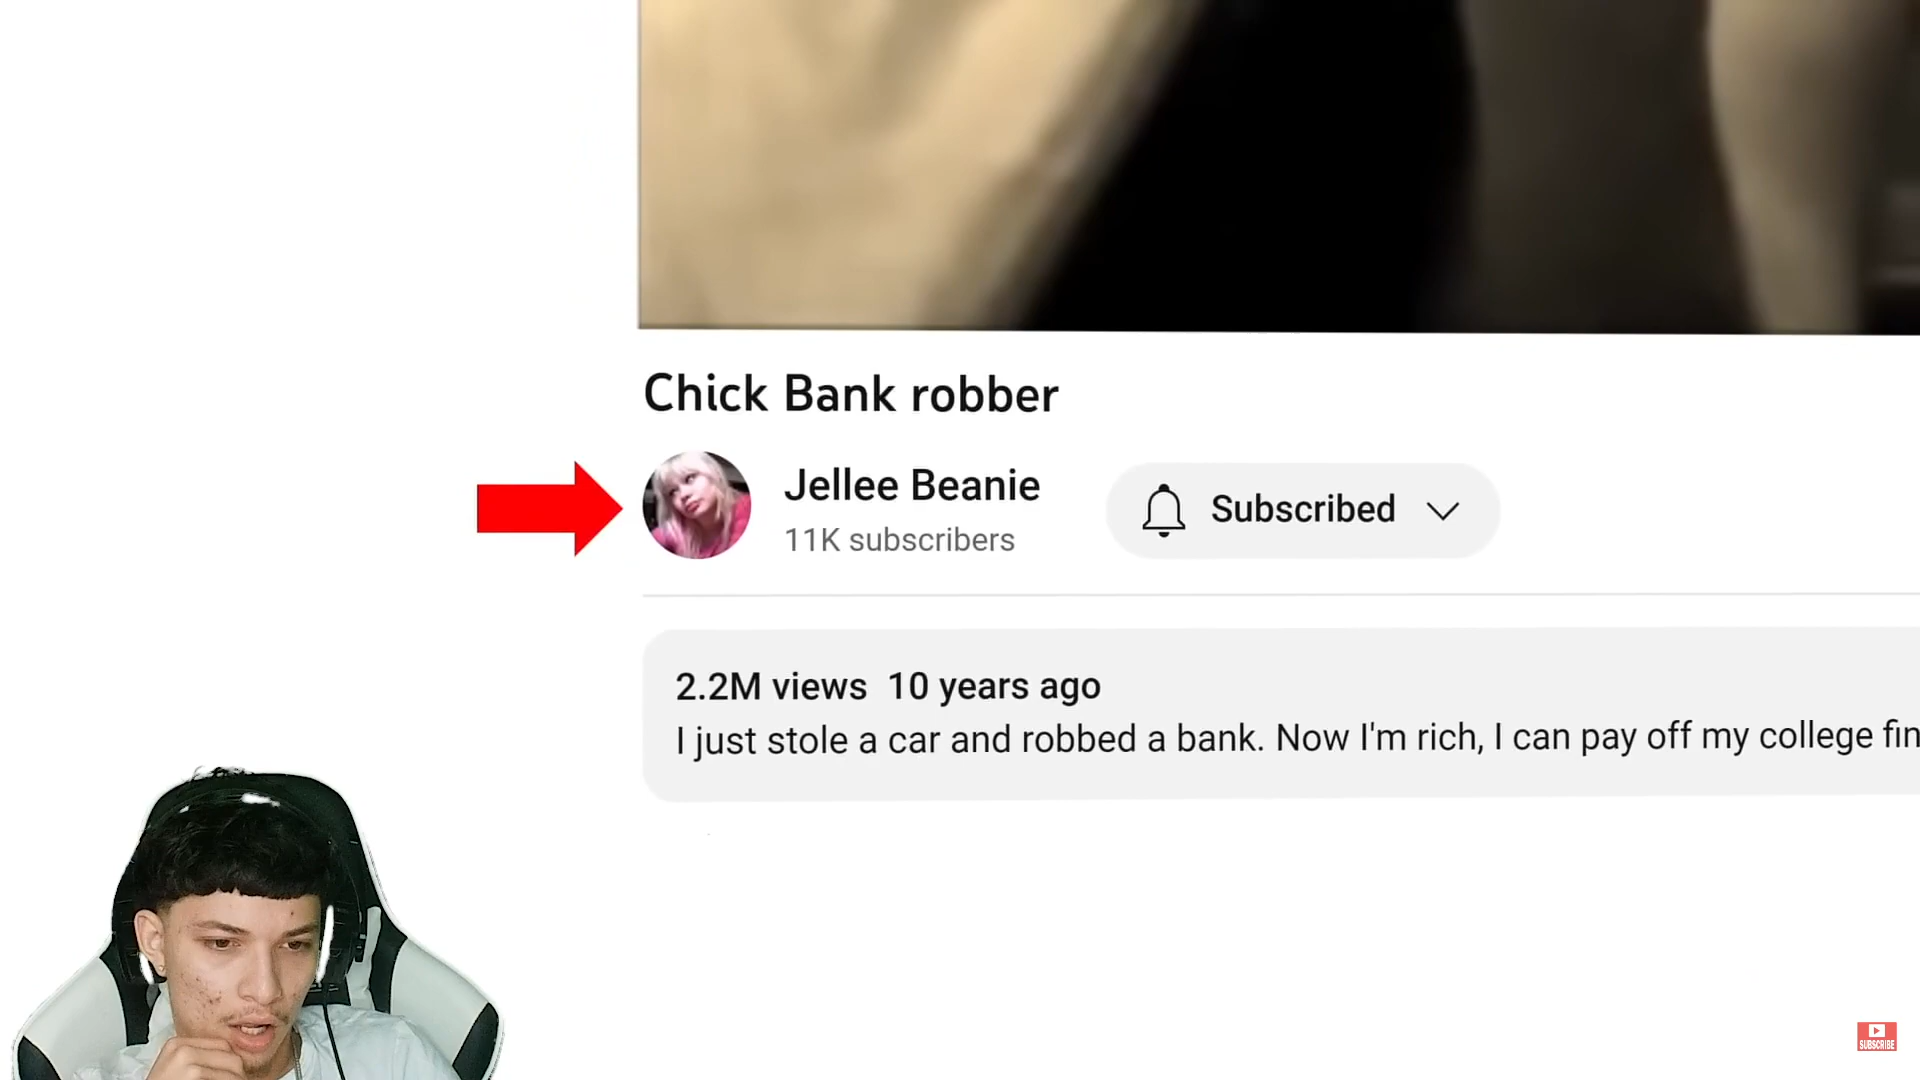 Chick Bank robber
Jellee Beanie
11K subscribers
Subscribed
2.2M views 10 years ago
I just stole a car and robbed a bank. Now I'm rich, I can pay off my college fin
SUBSCRIBE